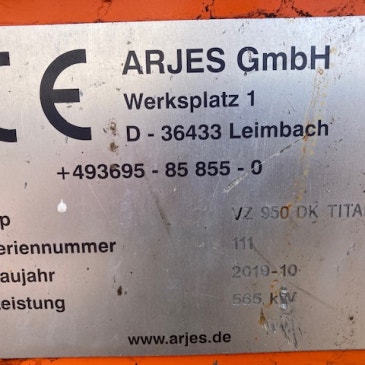 CE ARJES GmbH
Werksplatz 1
D - 36433 Leimbach
+493695 - 85 855 - 0
p VZ 950 DK TITA
eriennummer 111
aujahr 2019-10
eistung 565 kW
www.arjes.de